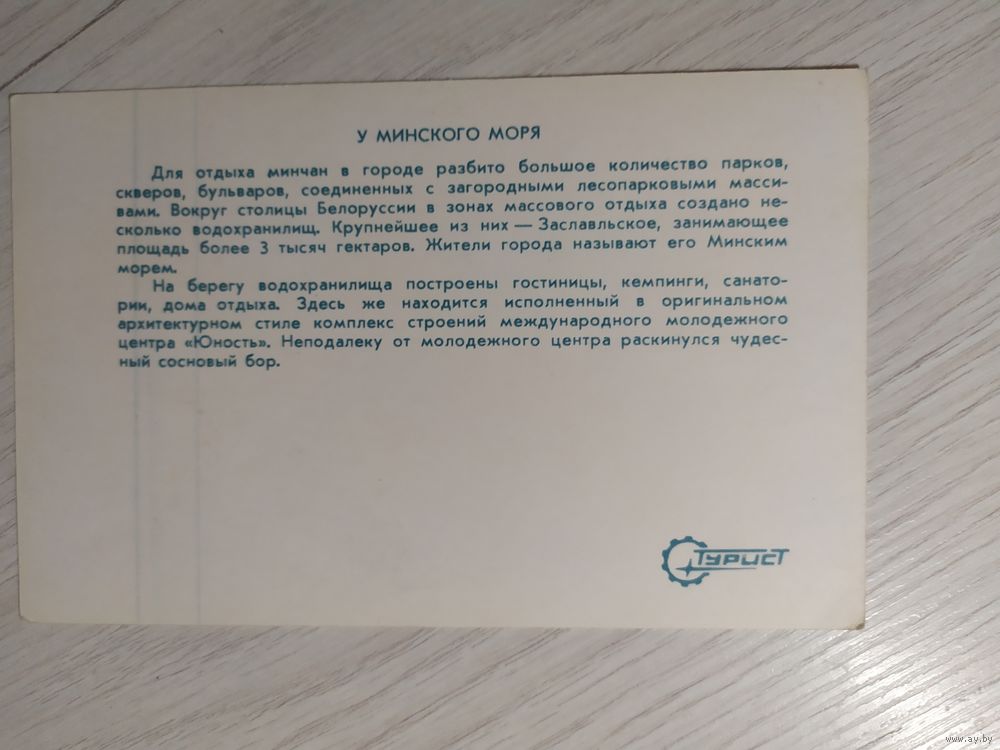 У МИНСКОГО МОРЯ
Для отдыха минчан в городе разбито большое количество парков,
скверов, бульваров, соединенных с загородными лесопарковыми масси-
вами. Вокруг столицы Белоруссии в зонах массового отдыха создано не-
сколько водохранилищ. Крупнейшее из них — Заславльское, занимающее
площадь более 3 тысяч гектаров. Жители города называют его Минским
морем.
На берегу водохранилища построены гостиницы, кемпинги, санато-
рии, дома отдыха. Здесь же находится исполненный в оригинальном
архитектурном стиле комплекс строений международного молодежного
центра «Юность». Неподалеку от молодежного центра раскинулся чудес-
ный сосновый бор.
ТУРИСТ
www.ay.by